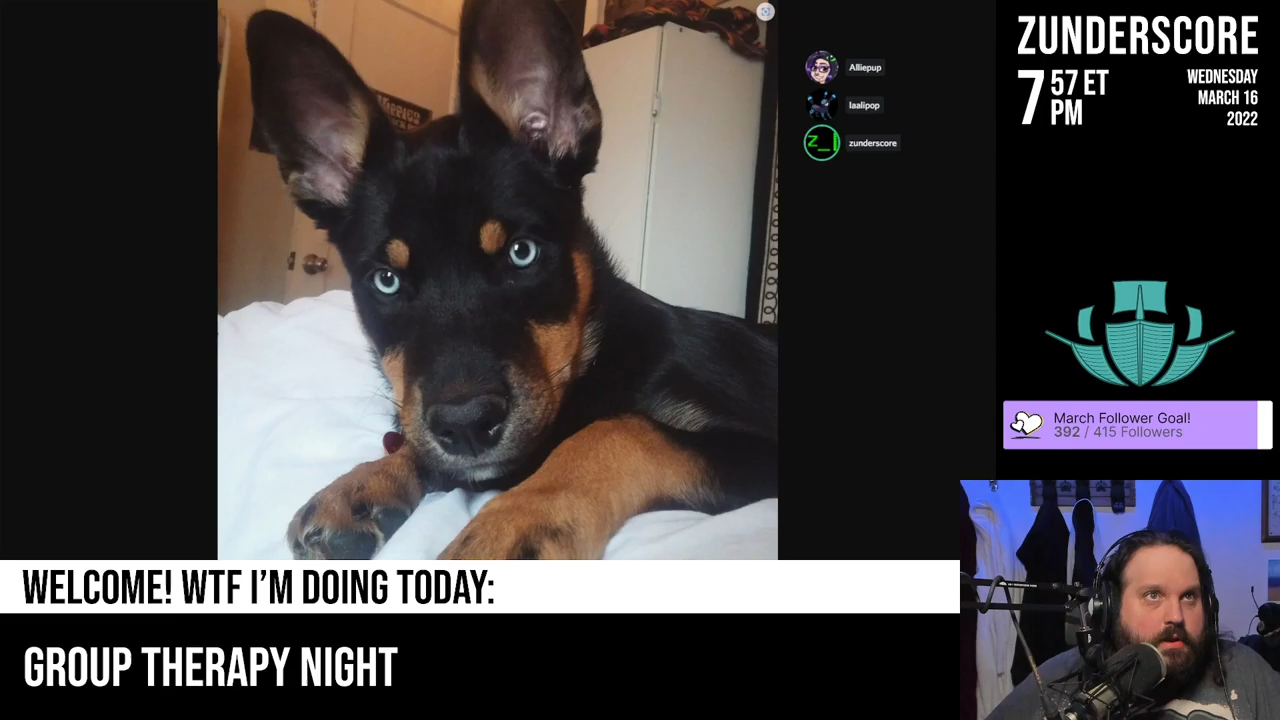 Alliepup
laalipop
z_
zunderscore
ZUNDERSCORE
7 57 ET
PM
WEDNESDAY
MARCH 16
2022
March Follower Goal!
392 / 415 Followers
WELCOME! WTF I'M DOING TODAY:
GROUP THERAPY NIGHT